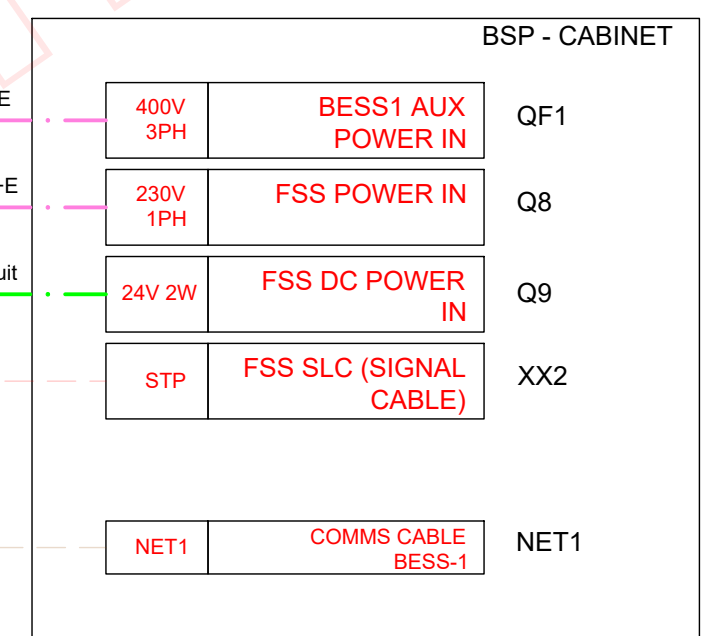 BSP - CABINET
E
400V
3PH
BESS1 AUX
POWER IN
QF1
-E
230V
1PH
FSS POWER IN
Q8
uit
24V 2W
FSS DC POWER
IN
Q9
STP
FSS SLC (SIGNAL
CABLE)
XX2
NET1
COMMS CABLE
BESS-1
NET1